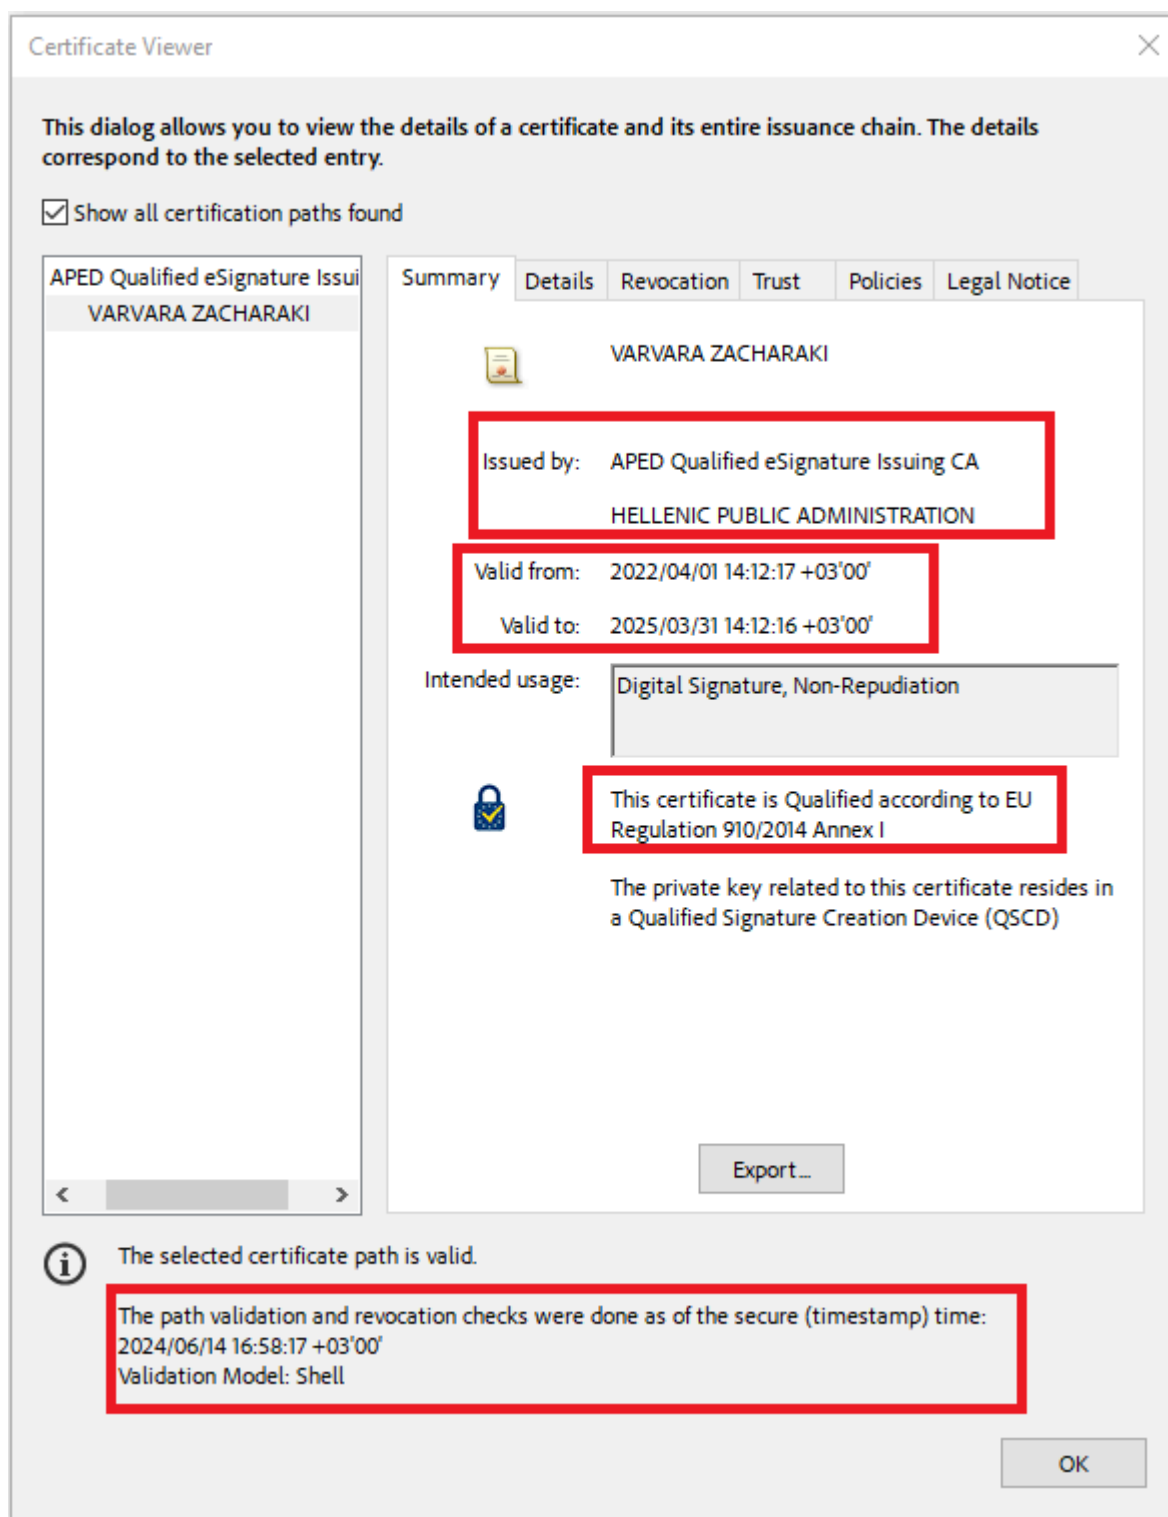 Certificate Viewer
This dialog allows you to view the details of a certificate and its entire issuance chain. The details
correspond to the selected entry.
Show all certification paths found
APED Qualified eSignature Issui
VARVARA ZACHARAKI
Summary Details Revocation Trust Policies Legal Notice
VARVARA ZACHARAKI
Issued by: APED Qualified eSignature Issuing CA
HELLENIC PUBLIC ADMINISTRATION
Valid from: 2022/04/01 14:12:17 +03'00'
Valid to: 2025/03/31 14:12:16 +03'00'
Intended usage: Digital Signature, Non-Repudiation
This certificate is Qualified according to EU
Regulation 910/2014 Annex I
The private key related to this certificate resides in
a Qualified Signature Creation Device (QSCD)
Export...
The selected certificate path is valid.
The path validation and revocation checks were done as of the secure (timestamp) time:
2024/06/14 16:58:17 +03'00'
Validation Model: Shell
OK